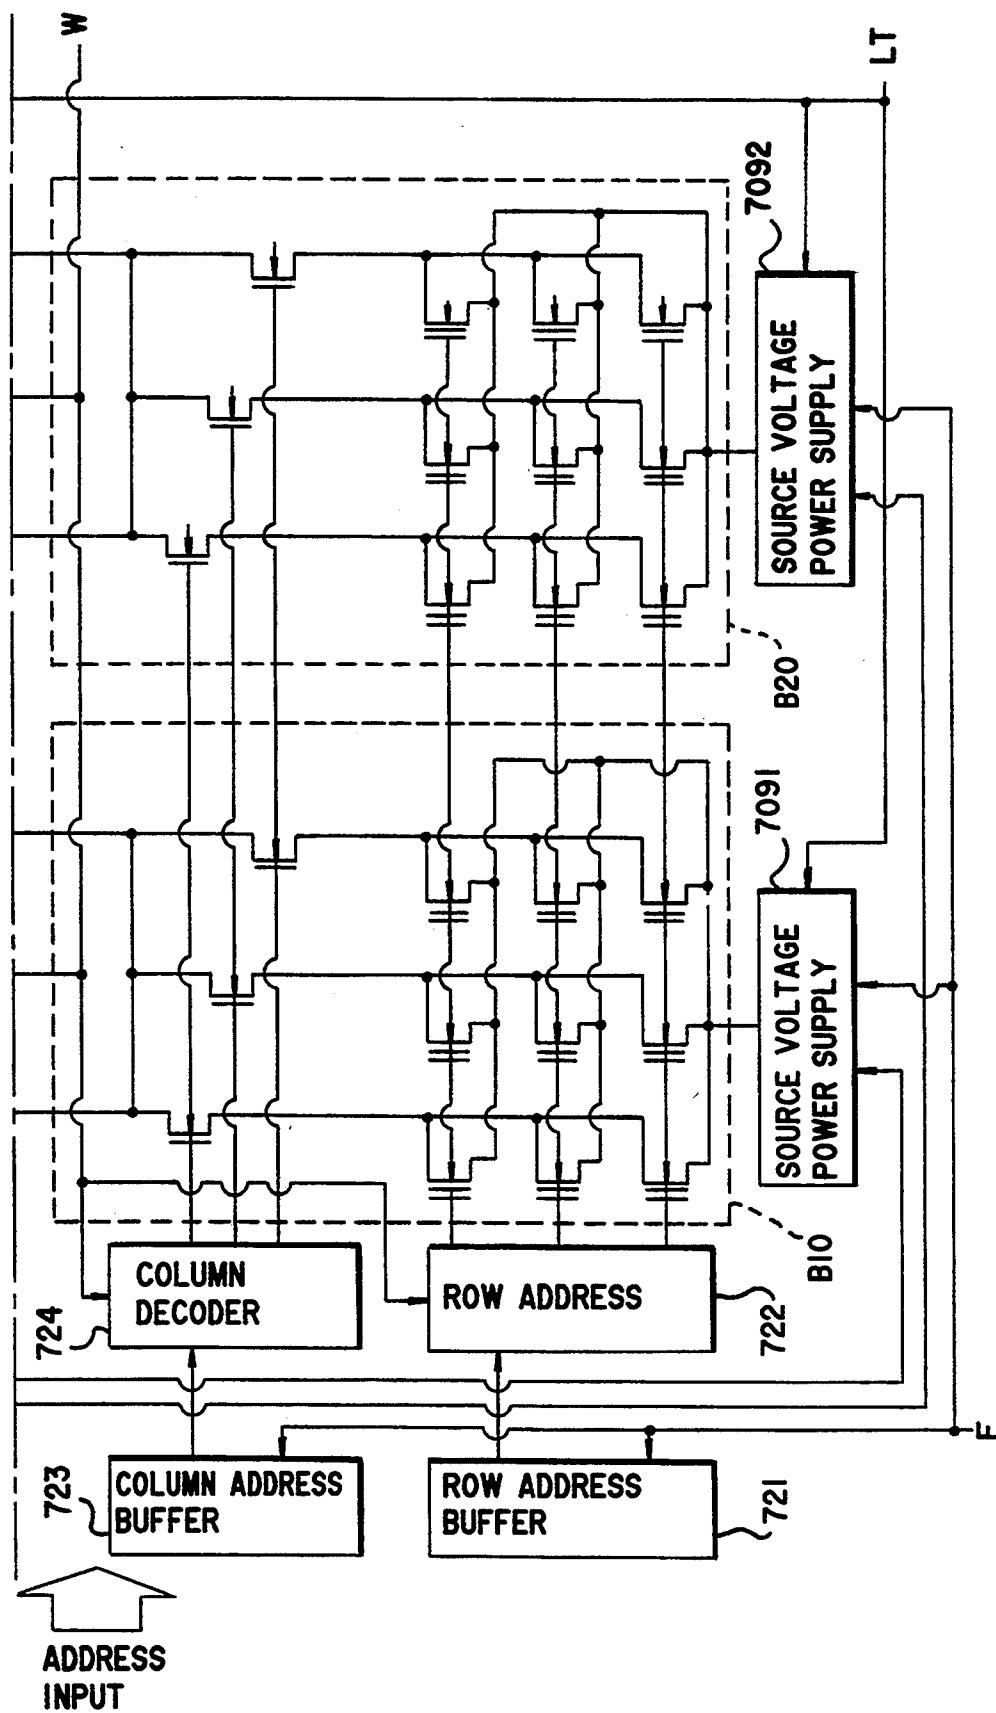 W
LT
7092
SOURCE VOLTAGE
POWER SUPPLY
B20
7091
SOURCE VOLTAGE
POWER SUPPLY
B10
COLUMN
DECODER
724
ROW ADDRESS
722
COLUMN ADDRESS
BUFFER
723
ROW ADDRESS
BUFFER
721
E
ADDRESS
INPUT